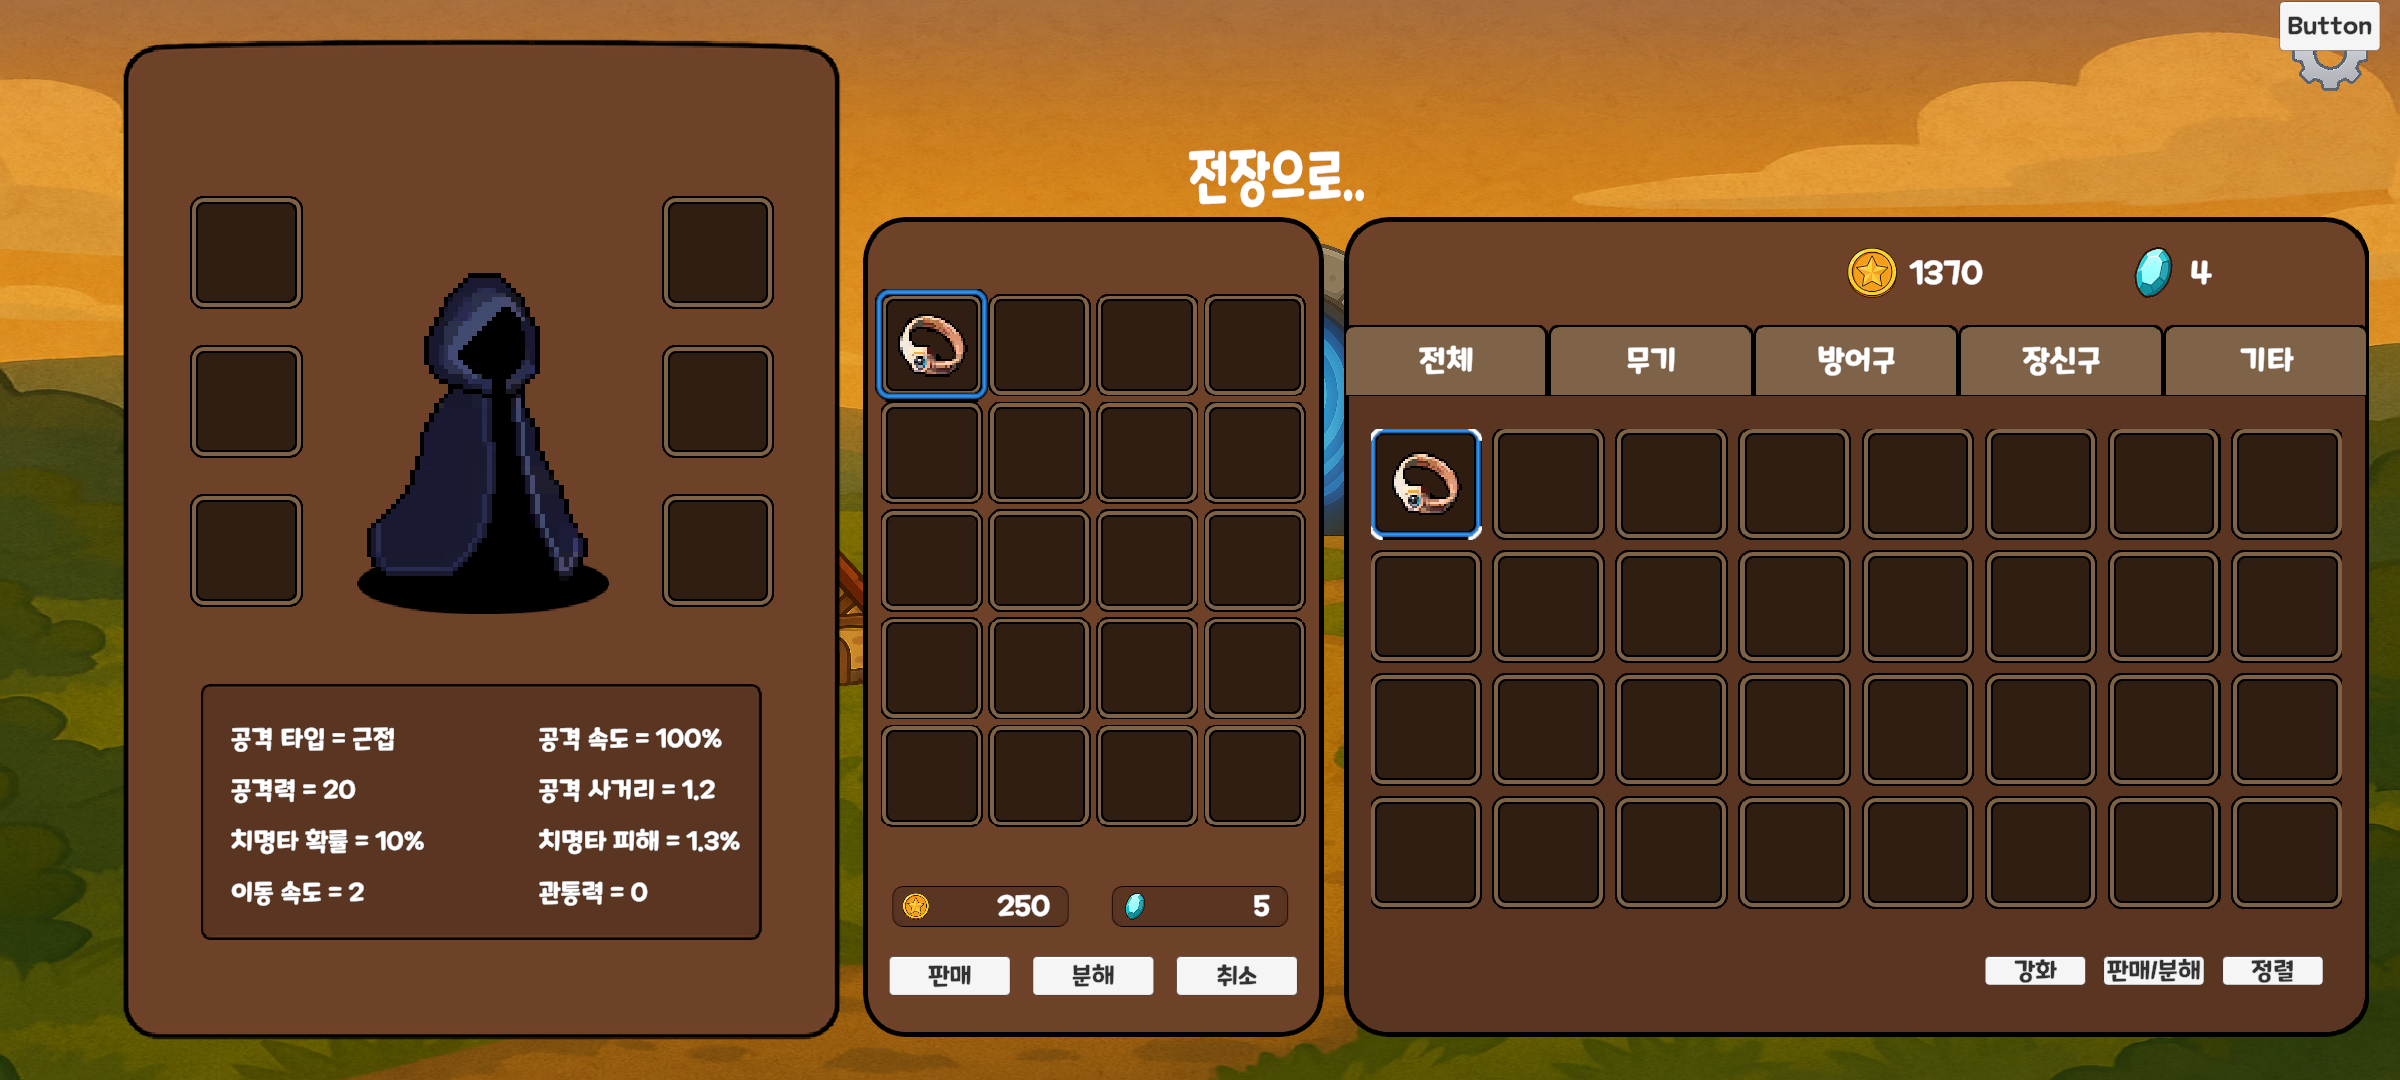 Button
전장으로..
1370
4
전체
무기
방어구
장신구
기타
공격 타입 = 근접
공격 속도 = 100%
공격력 = 20
공격 사거리 = 1.2
치명타 확률 = 10%
치명타 피해 = 1.3%
이동 속도 = 2
관통력 = 0
250
5
판매
분해
취소
강화
판매/분해
정렬